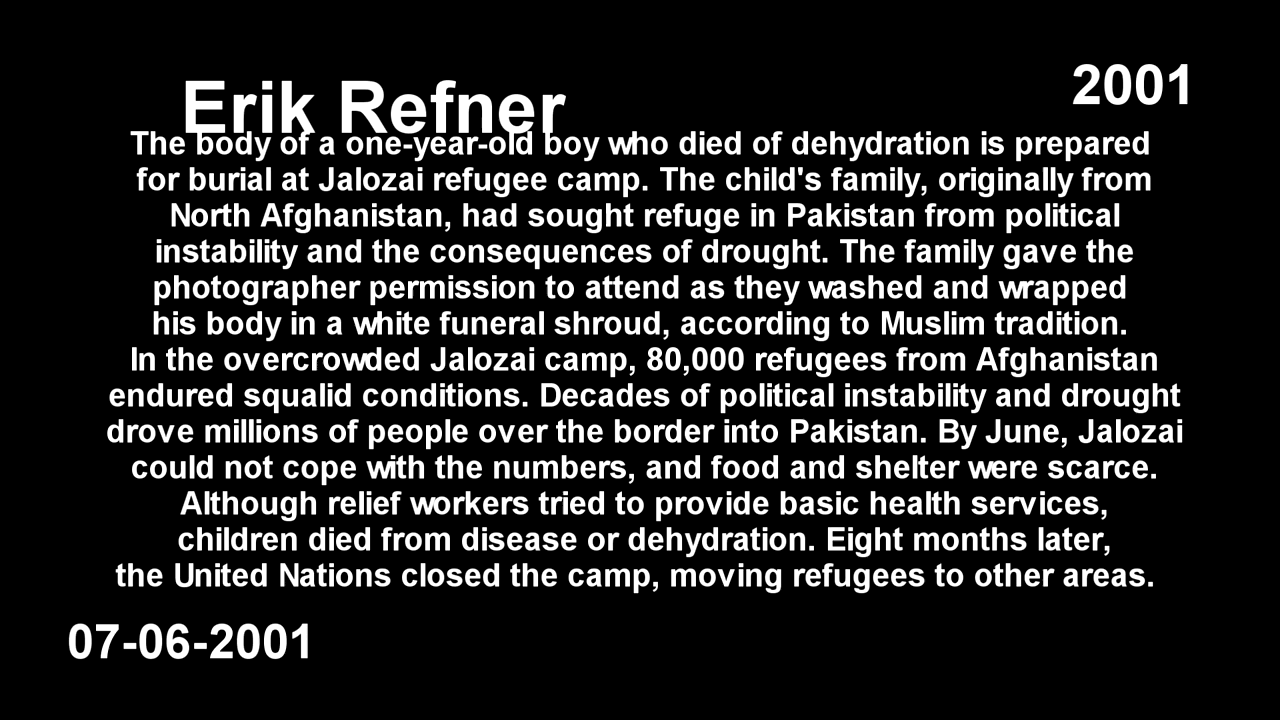 Erik Refner
2001
The body of a one-year-old boy who died of dehydration is prepared
for burial at Jalozai refugee camp. The child's family, originally from
North Afghanistan, had sought refuge in Pakistan from political
instability and the consequences of drought. The family gave the
photographer permission to attend as they washed and wrapped
his body in a white funeral shroud, according to Muslim tradition.
In the overcrowded Jalozai camp, 80,000 refugees from Afghanistan
endured squalid conditions. Decades of political instability and drought
drove millions of people over the border into Pakistan. By June, Jalozai
could not cope with the numbers, and food and shelter were scarce.
Although relief workers tried to provide basic health services,
children died from disease or dehydration. Eight months later,
the United Nations closed the camp, moving refugees to other areas.
07-06-2001